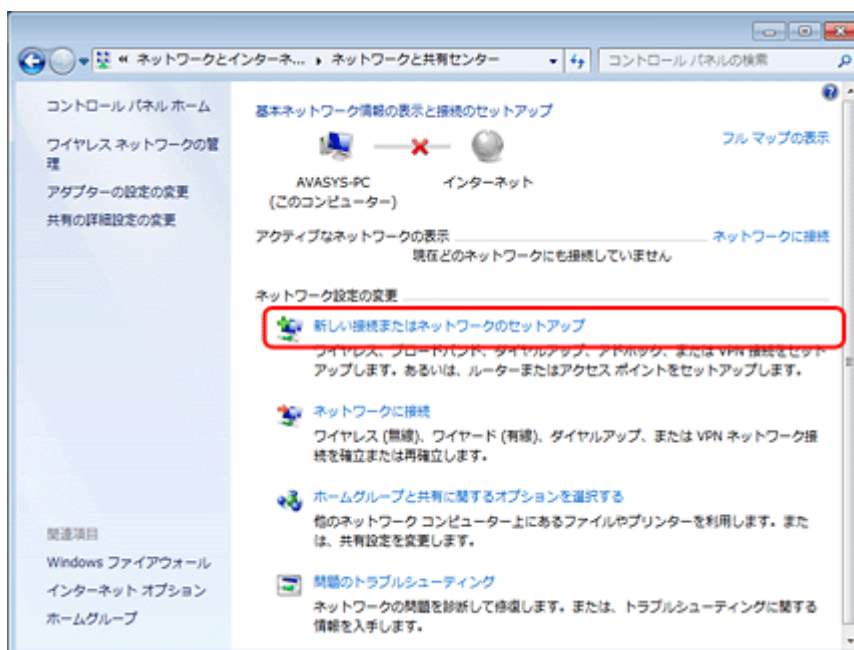 « ネットワークとインターネ... ▸ ネットワークと共有センター
コントロール パネルの検索
コントロール パネル ホーム
ワイヤレス ネットワークの管
理
アダプターの設定の変更
共有の詳細設定の変更
基本ネットワーク情報の表示と接続のセットアップ
フル マップの表示
AVASYS-PC
(このコンピューター)
インターネット
アクティブなネットワークの表示
ネットワークに接続
現在どのネットワークにも接続していません
ネットワーク設定の変更
新しい接続またはネットワークのセットアップ
ワイヤレス、ブロードバンド、ダイヤルアップ、アドホック、または VPN 接続をセット
アップします。あるいは、ルーターまたはアクセス ポイントをセットアップします。
ネットワークに接続
ワイヤレス (無線)、ワイヤード (有線)、ダイヤルアップ、または VPN ネットワーク接
続を確立または再確立します。
ホームグループと共有に関するオプションを選択する
他のネットワーク コンピューター上にあるファイルやプリンターを利用します。また
は、共有設定を変更します。
問題のトラブルシューティング
ネットワークの問題を診断して修復します。または、トラブルシューティングに関する
情報を入手します。
関連項目
Windows ファイアウォール
インターネット オプション
ホームグループ